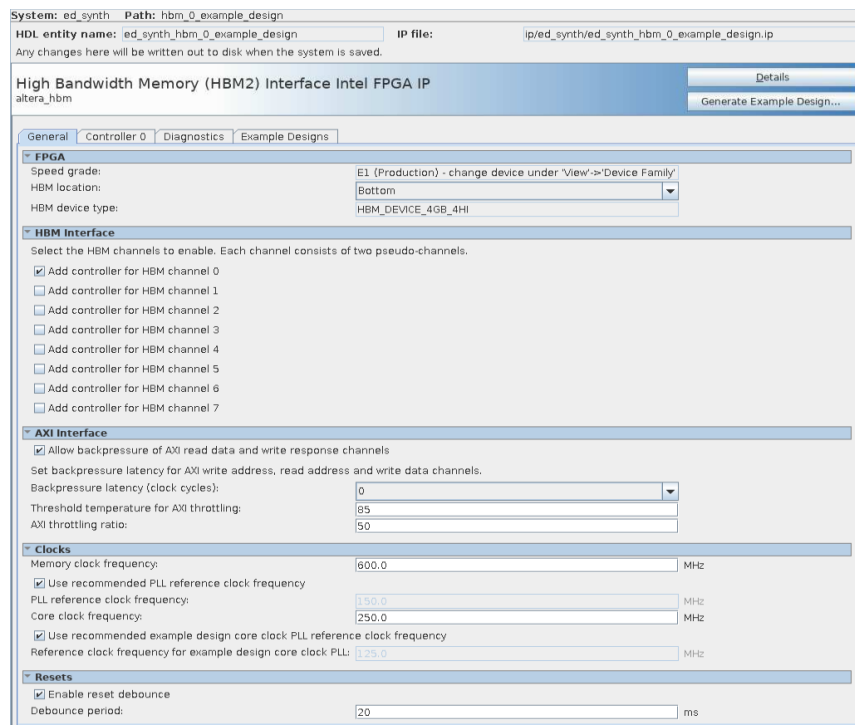 System: ed_synth Path: hbm_0_example_design
HDL entity name: ed_synth_hbm_0_example_design IP file: ip/ed_synth/ed_synth_hbm_0_example_design.ip
Any changes here will be written out to disk when the system is saved.
High Bandwidth Memory (HBM2) Interface Intel FPGA IP
altera_hbm
Details
Generate Example Design...
General Controller 0 Diagnostics Example Designs
FPGA
Speed grade: E1 (Production) - change device under 'View'->'Device Family'
HBM location: Bottom
HBM device type: HBM_DEVICE_4GB_4HI
HBM Interface
Select the HBM channels to enable. Each channel consists of two pseudo-channels.
Add controller for HBM channel 0
Add controller for HBM channel 1
Add controller for HBM channel 2
Add controller for HBM channel 3
Add controller for HBM channel 4
Add controller for HBM channel 5
Add controller for HBM channel 6
Add controller for HBM channel 7
AXI Interface
Allow backpressure of AXI read data and write response channels
Set backpressure latency for AXI write address, read address and write data channels.
Backpressure latency (clock cycles): 0
Threshold temperature for AXI throttling: 85
AXI throttling ratio: 50
Clocks
Memory clock frequency: 600.0 MHz
Use recommended PLL reference clock frequency
PLL reference clock frequency: 150.0 MHz
Core clock frequency: 250.0 MHz
Use recommended example design core clock PLL reference clock frequency
Reference clock frequency for example design core clock PLL: 125.0 MHz
Resets
Enable reset debounce
Debounce period: 20 ms